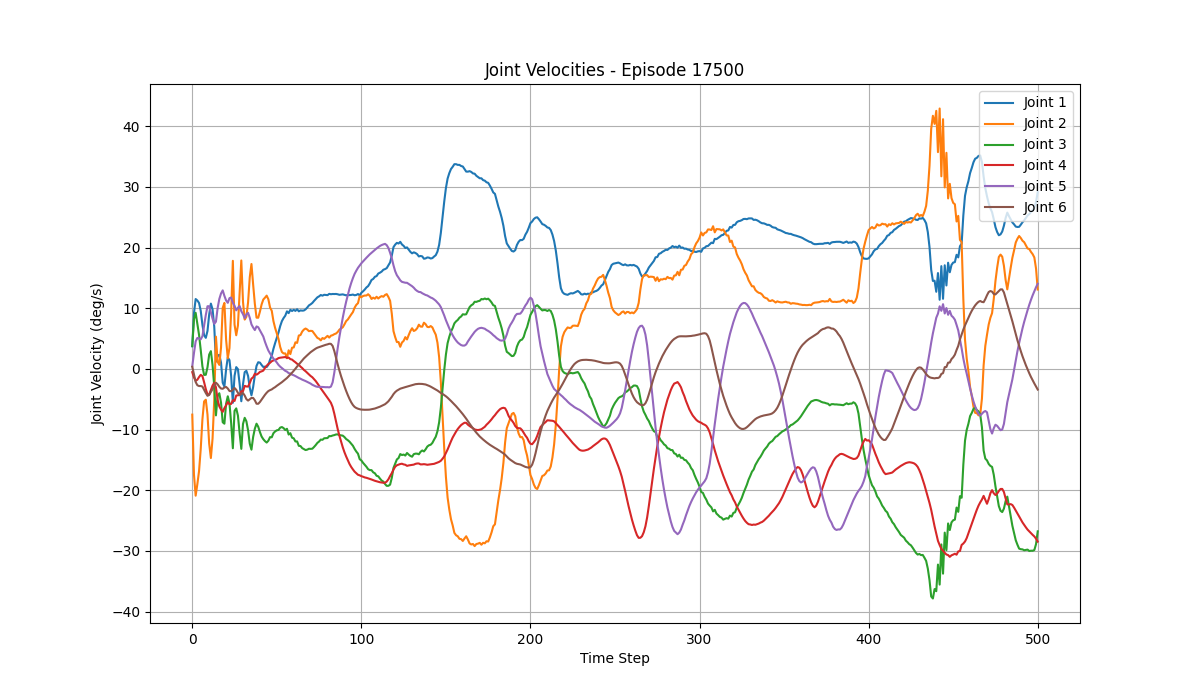 Joint Velocities - Episode 17500
Joint Velocity (deg/s)
40
30
20
10
0
−10
−20
−30
−40
Joint 1
Joint 2
Joint 3
Joint 4
Joint 5
Joint 6
0 100 200 300 400 500
Time Step